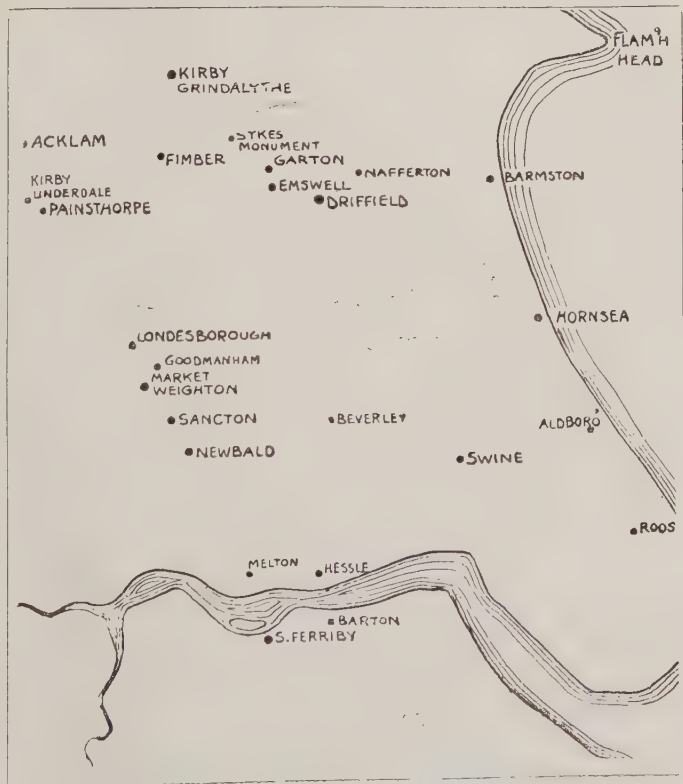 FLAM'H
HEAD
KIRBY
GRINDALYTHE
SYKES
MONUMENT
ACKLAM
FIMBER
GARTON
NAFFERTON
BARMSTON
KIRBY
UNDERDALE
EMSWELL
PAINSTHORPE
DRIFFIELD
HORNSEA
LONDESBOROUGH
GOODMANHAM
MARKET
WEIGHTON
SANCTON
BEVERLEY
ALDBORO'
NEWBALD
SWINE
ROOS
MELTON
HESSLE
BARTON
S. FERRIBY